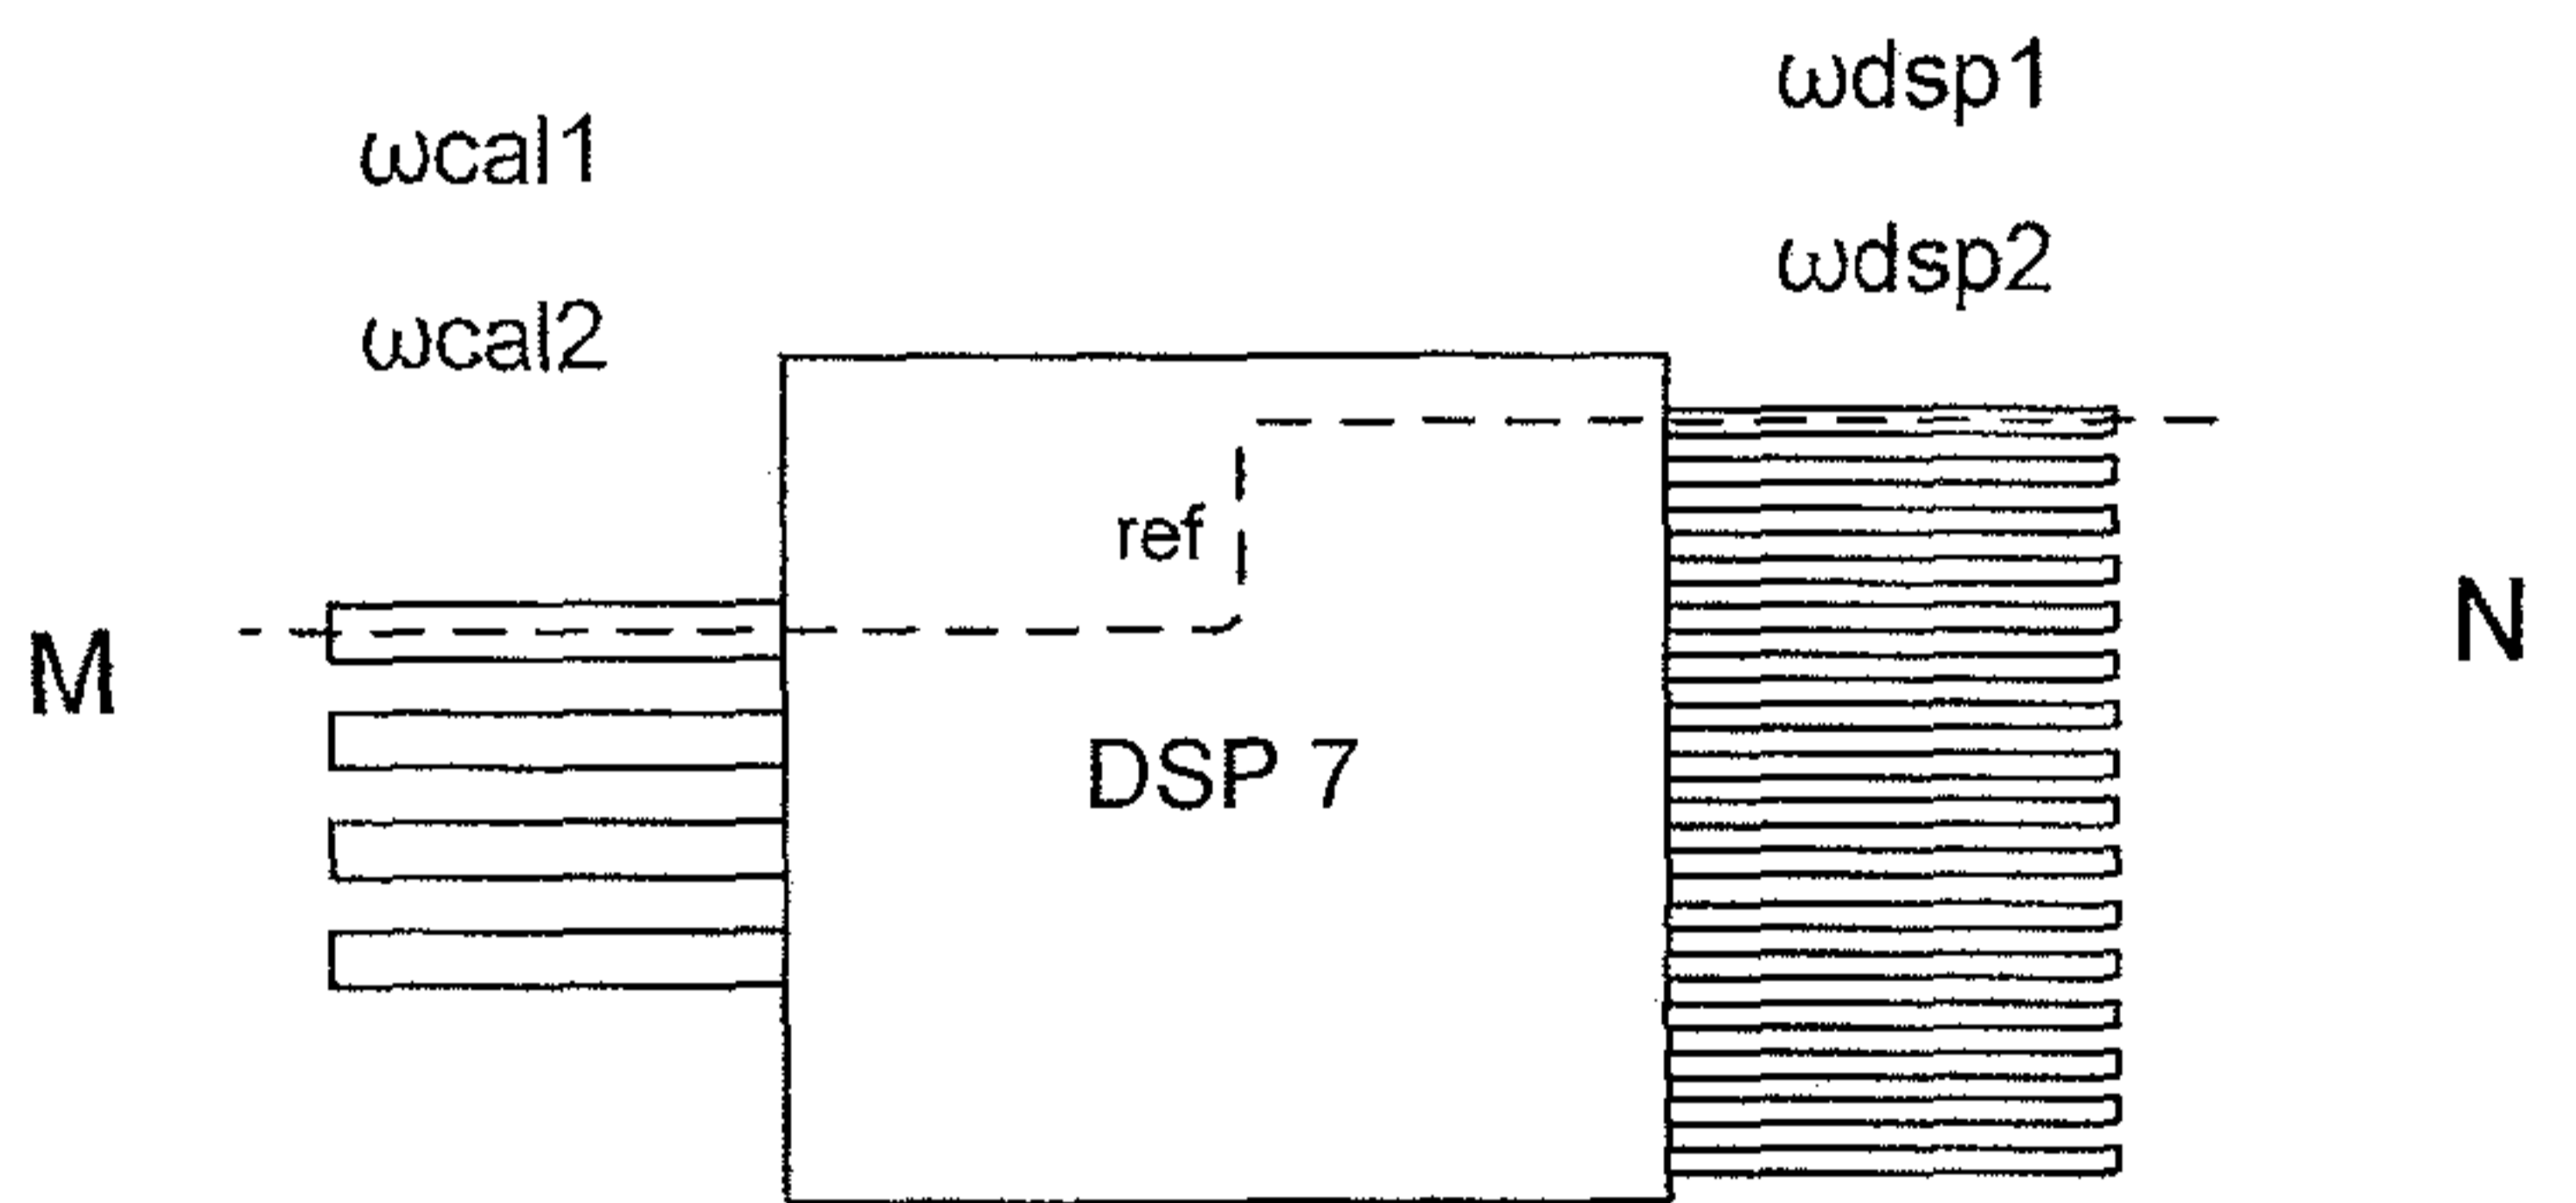 ωdsp1
ωcal1
ωdsp2
ωcal2
ref
M
N
DSP 7